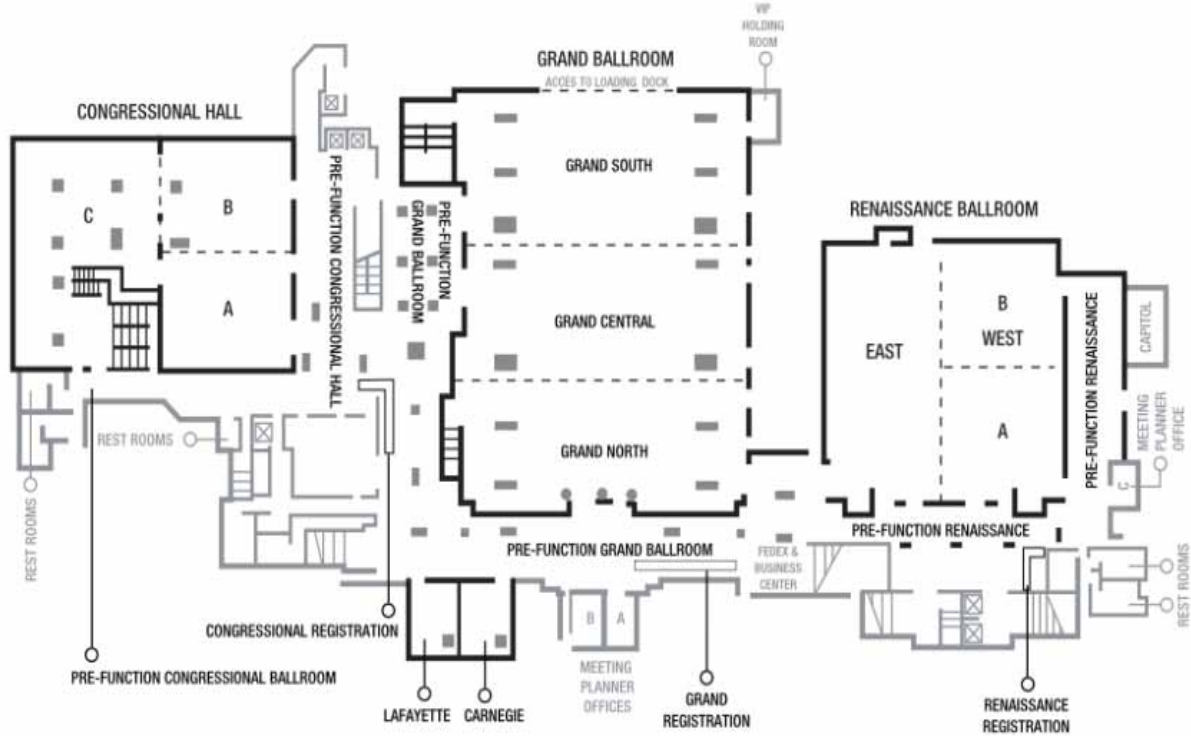 VIP
HOLDING
ROOM
GRAND BALLROOM
ACCES TO LOADING DOCK
CONGRESSIONAL HALL
GRAND SOUTH
PRE-FUNCTION CONGRESSIONAL HALL
PRE-FUNCTION
GRAND BALLROOM
C
B
A
RENAISSANCE BALLROOM
GRAND CENTRAL
EAST
B
WEST
A
PRE-FUNCTION RENAISSANCE
CAPITOL
MEETING
PLANNER
OFFICE
C
REST ROOMS
GRAND NORTH
REST ROOMS
PRE-FUNCTION RENAISSANCE
PRE-FUNCTION GRAND BALLROOM
FEDEX &
BUSINESS
CENTER
REST ROOMS
B
A
CONGRESSIONAL REGISTRATION
PRE-FUNCTION CONGRESSIONAL BALLROOM
MEETING
PLANNER
OFFICES
LAFAYETTE
CARNEGIE
GRAND
REGISTRATION
RENAISSANCE
REGISTRATION